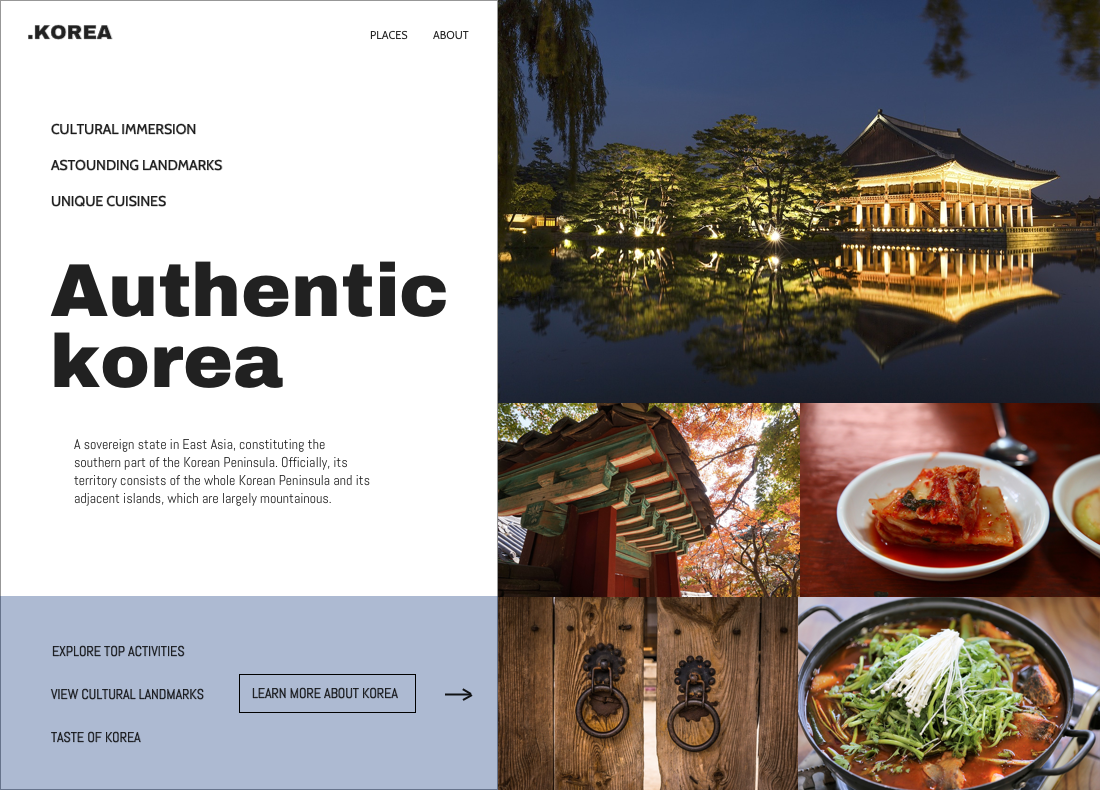 .KOREA
PLACES ABOUT
CULTURAL IMMERSION
ASTOUNDING LANDMARKS
UNIQUE CUISINES
Authentic
korea
A sovereign state in East Asia, constituting the
southern part of the Korean Peninsula. Officially, its
territory consists of the whole Korean Peninsula and its
adjacent islands, which are largely mountainous.
EXPLORE TOP ACTIVITIES
VIEW CULTURAL LANDMARKS
LEARN MORE ABOUT KOREA
TASTE OF KOREA